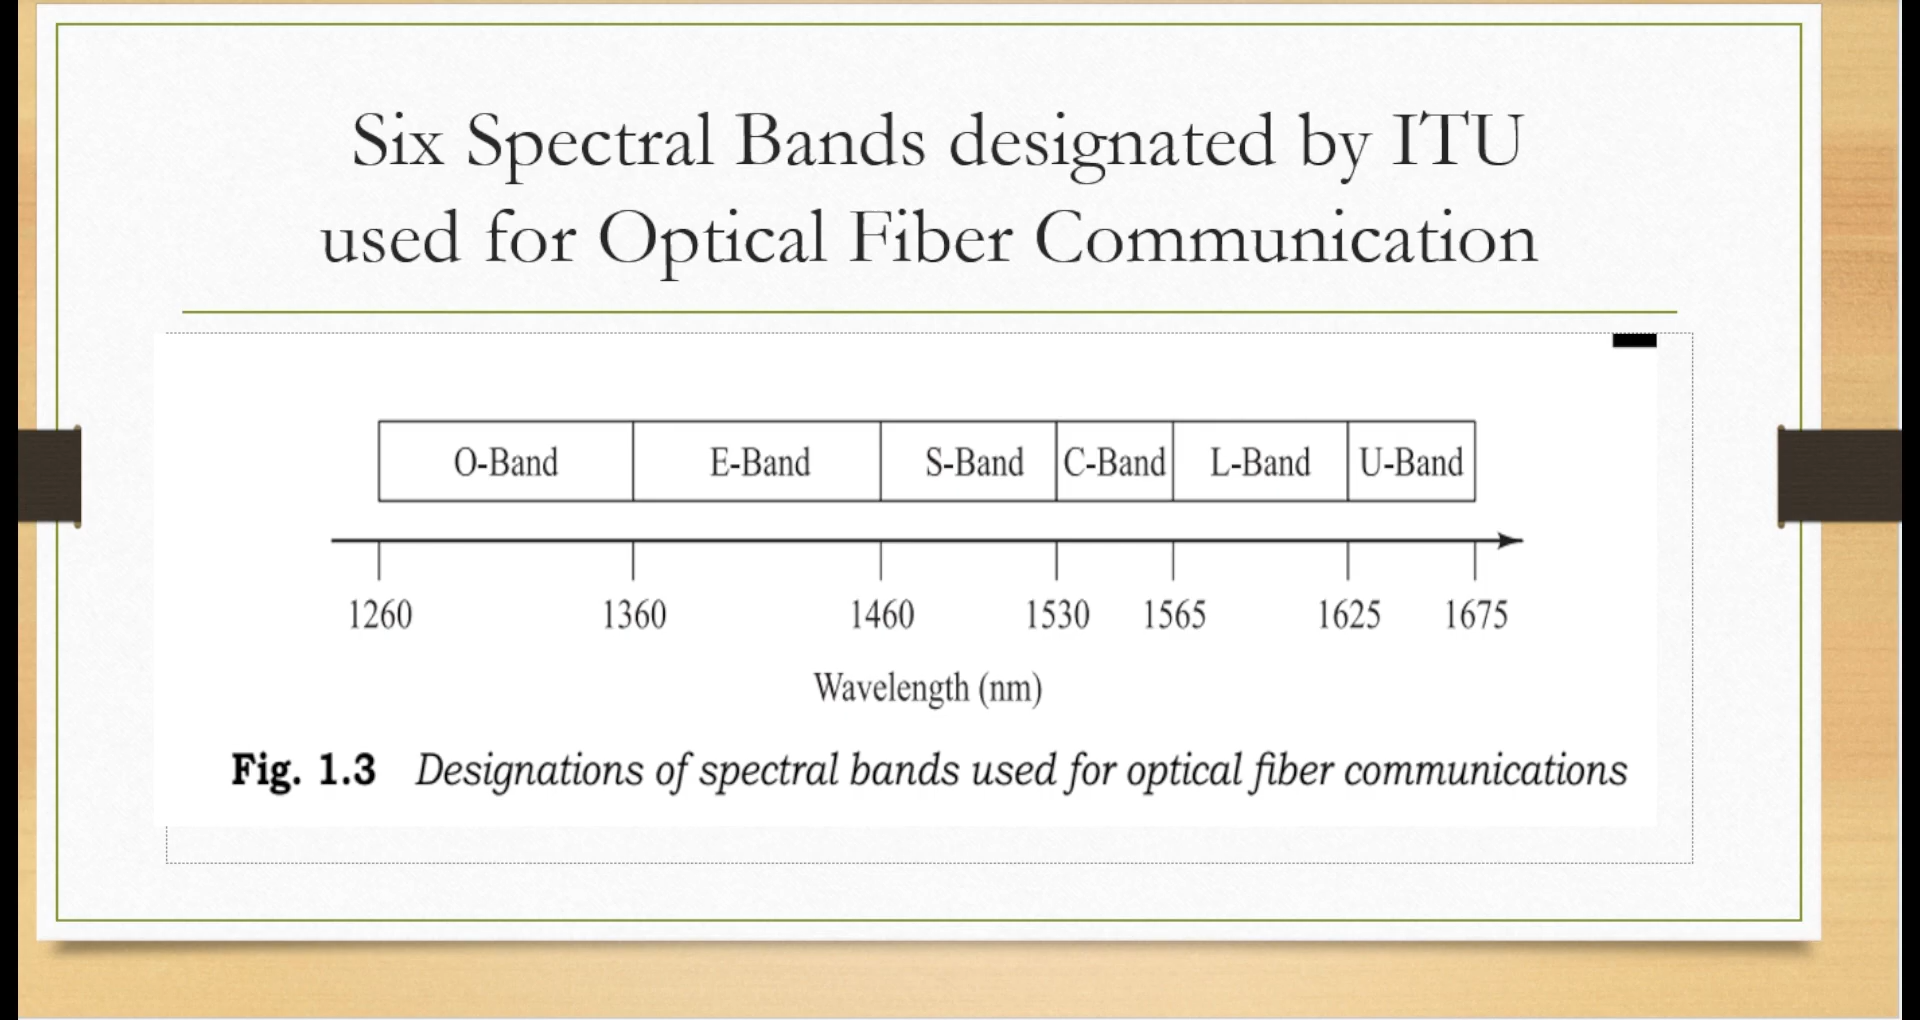 Six Spectral Bands designated by ITU
used for Optical Fiber Communication
O-Band E-Band S-Band C-Band L-Band U-Band
1260 1360 1460 1530 1565 1625 1675
Wavelength (nm)
Fig. 1.3 Designations of spectral bands used for optical fiber communications